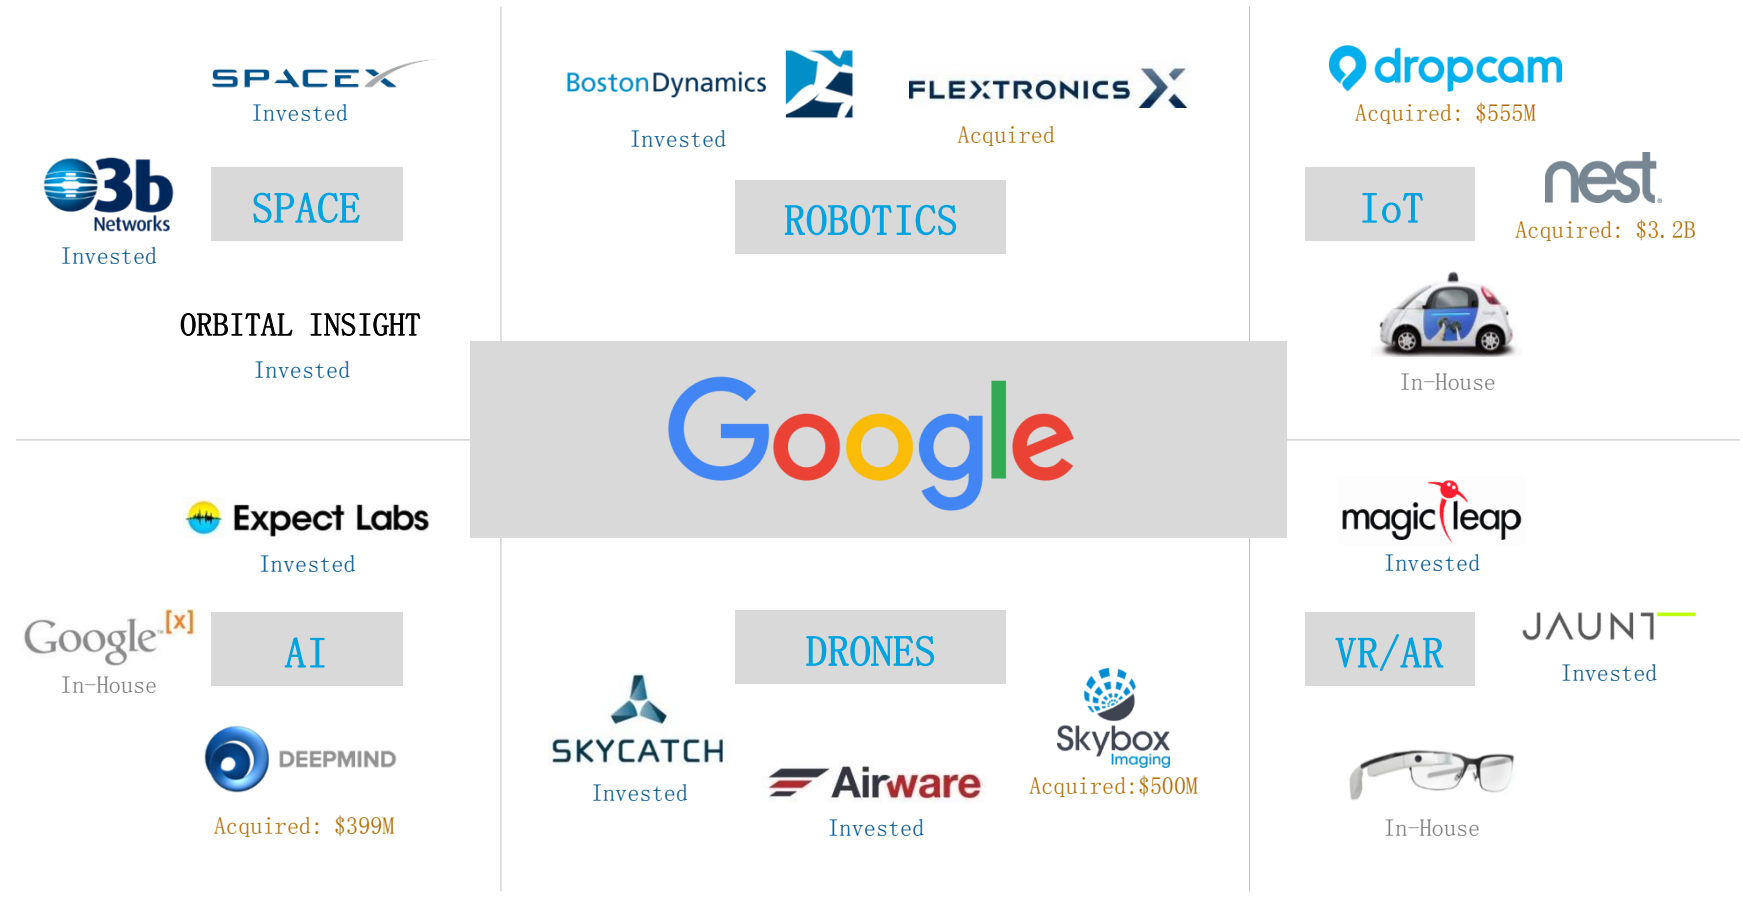 SPACEX
Invested
O3b
Networks
Invested
SPACE
ORBITAL INSIGHT
Invested
BostonDynamics
Invested
FLEXTRONICS
Acquired
ROBOTICS
dropcam
Acquired: $555M
IoT
nest
Acquired: $3.2B
In-House
Google
Expect Labs
Invested
Google™[x]
In-House
AI
DEEPMIND
Acquired: $399M
DRONES
SKYCATCH
Invested
Airware
Invested
Skybox
Imaging
Acquired:$500M
magic leap
Invested
VR/AR
JAUNT
Invested
In-House